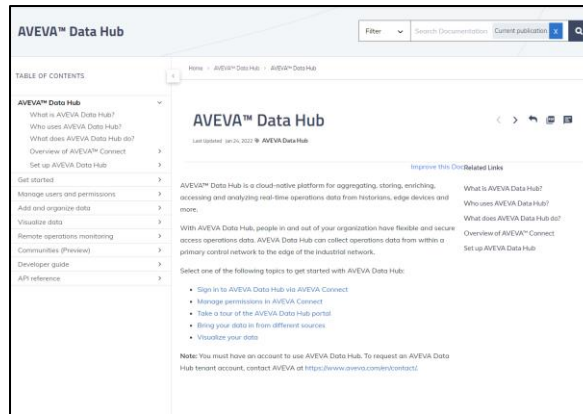 AVEVA™ Data Hub
Filter
Search Documentation
Current publication
x
Home
AVEVA™ Data Hub
AVEVA™ Data Hub
TABLE OF CONTENTS
AVEVA™ Data Hub
What is AVEVA Data Hub?
Who uses AVEVA Data Hub?
What does AVEVA Data Hub do?
Overview of AVEVA™ Connect
Set up AVEVA Data Hub
Get started
Manage users and permissions
Add and organize data
Visualize data
Remote operations monitoring
Communities (Preview)
Developer guide
API reference
AVEVA™ Data Hub
Last Updated Jan 24, 2023 AVEVA Data Hub
Improve this Doc
AVEVA™ Data Hub is a cloud-native platform for aggregating, storing, enriching,
accessing and analyzing real-time operations data from historians, edge devices and
more.
With AVEVA Data Hub, people in and out of your organization have flexible and secure
access operations data. AVEVA Data Hub can collect operations data from within a
primary control network to the edge of the industrial network.
Select one of the following topics to get started with AVEVA Data Hub:
Sign in to AVEVA Data Hub via AVEVA Connect
Manage permissions in AVEVA Connect
Take a tour of the AVEVA Data Hub portal
Bring your data in from different sources
Visualize your data
Note: You must have an account to use AVEVA Data Hub. To request an AVEVA Data
Hub tenant account, contact AVEVA at https://www.aveva.com/en/contact/.
Related Links
What is AVEVA Data Hub?
Who uses AVEVA Data Hub?
What does AVEVA Data Hub do?
Overview of AVEVA™ Connect
Set up AVEVA Data Hub